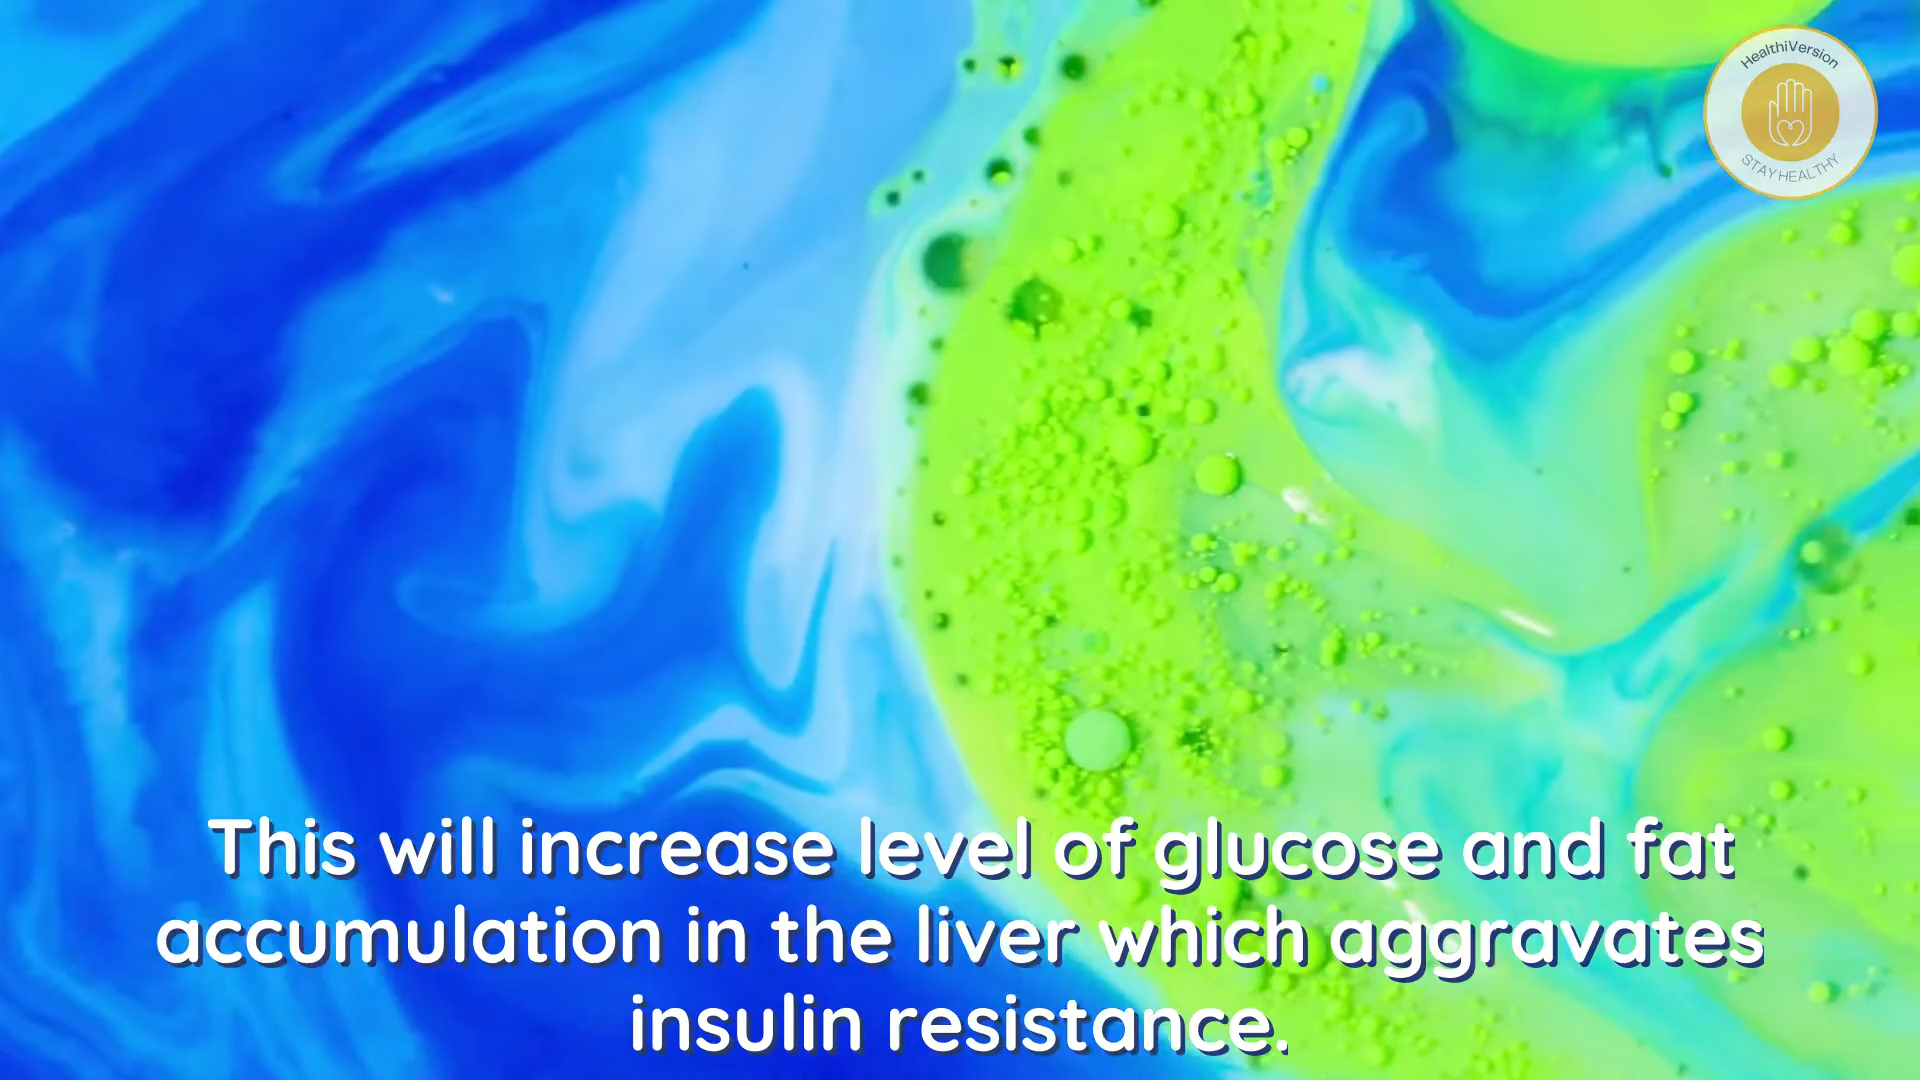 HealthiVersion
STAY HEALTHY
This will increase level of glucose and fat
accumulation in the liver which aggravates
insulin resistance.